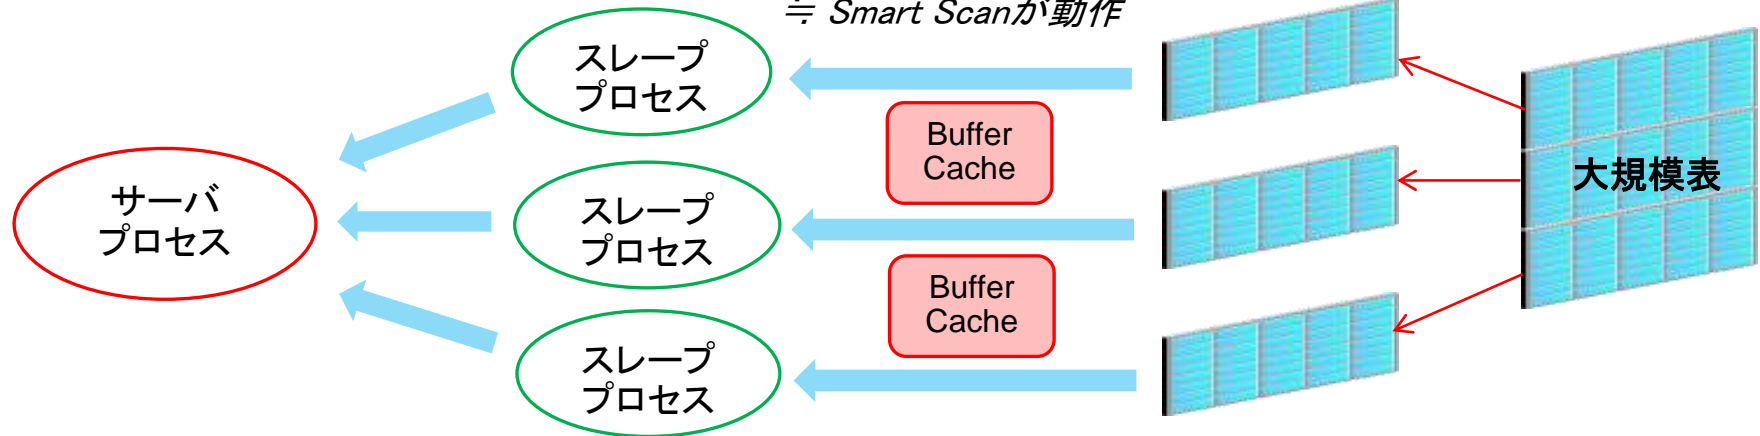 ≒ Smart Scanが動作
スレーブ
プロセス
Buffer
Cache
大規模表
サーバ
プロセス
スレーブ
プロセス
Buffer
Cache
スレーブ
プロセス